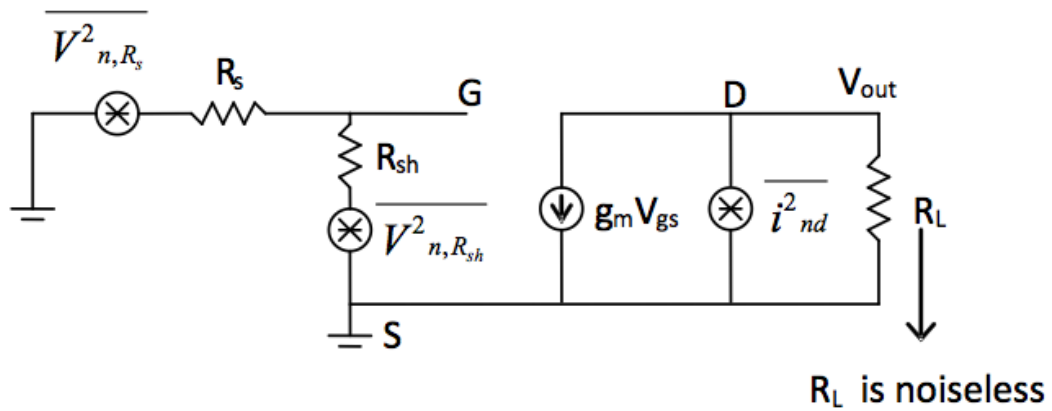 V²n,Rs
Rs
G
D
Vout
Rsh
V²n,Rsh
gmVgs
i²nd
RL
S
RL is noiseless